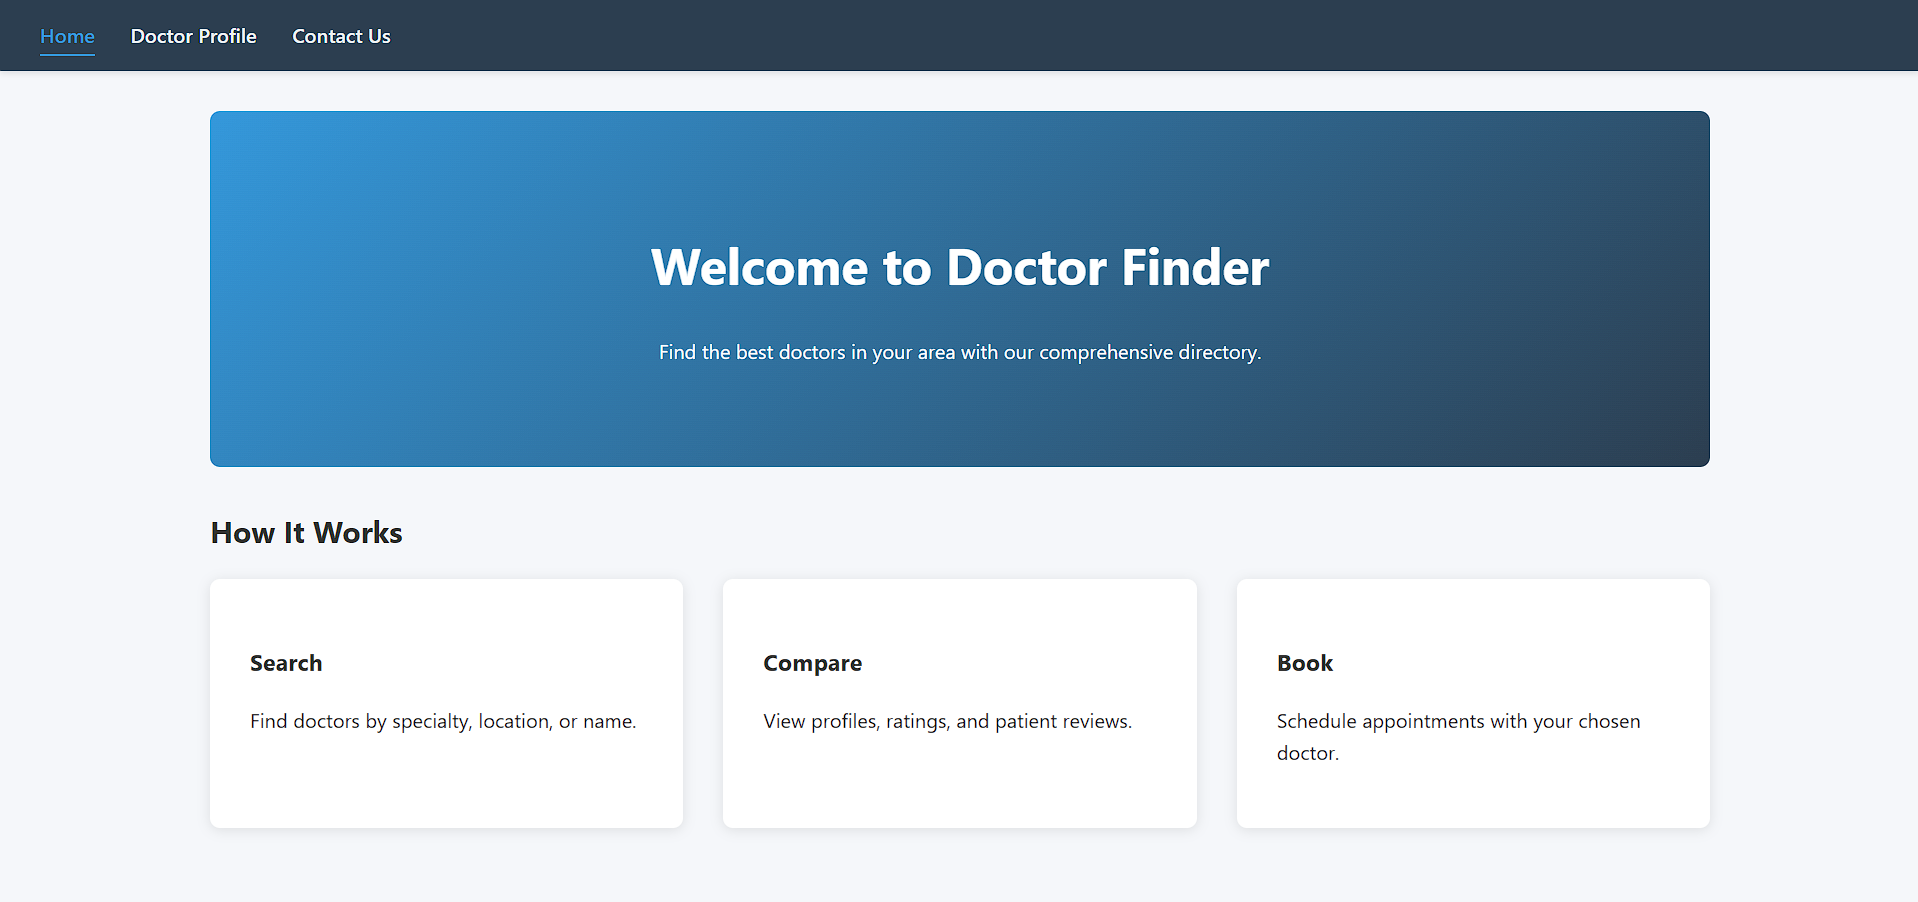 Home Doctor Profile Contact Us
Welcome to Doctor Finder
Find the best doctors in your area with our comprehensive directory.
How It Works
Search
Find doctors by specialty, location, or name.
Compare
View profiles, ratings, and patient reviews.
Book
Schedule appointments with your chosen
doctor.